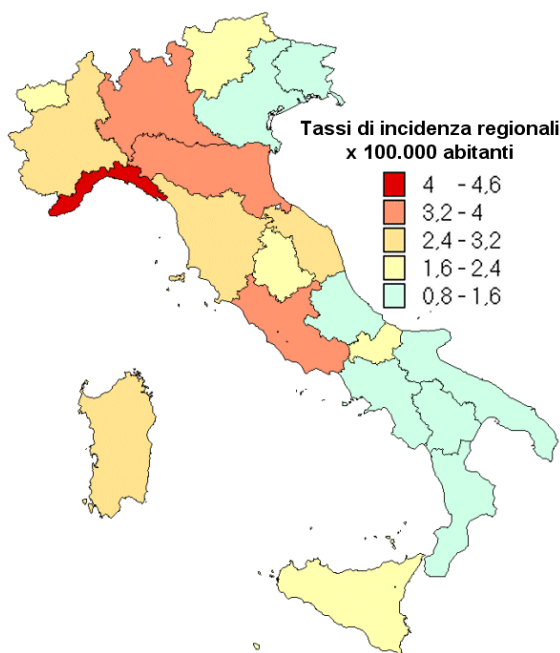 Tassi di incidenza regionali
x 100.000 abitanti
4 - 4,6
3,2 - 4
2,4 - 3,2
1,6 - 2,4
0,8 - 1,6